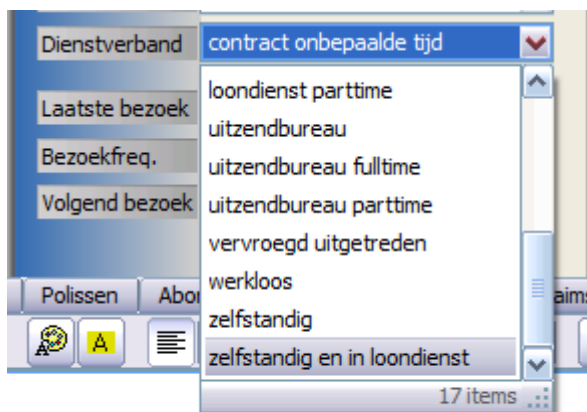 Dienstverband contract onbepaalde tijd
loondienst parttime
Laatste bezoek
uitzendbureau
Bezoekfreq.
uitzendbureau fulltime
Volgend bezoek uitzendbureau parttime
vervroegd uitgetreden
werkloos
Polissen Abo
zelfstandig
A A
zelfstandig en in loondienst
17 items